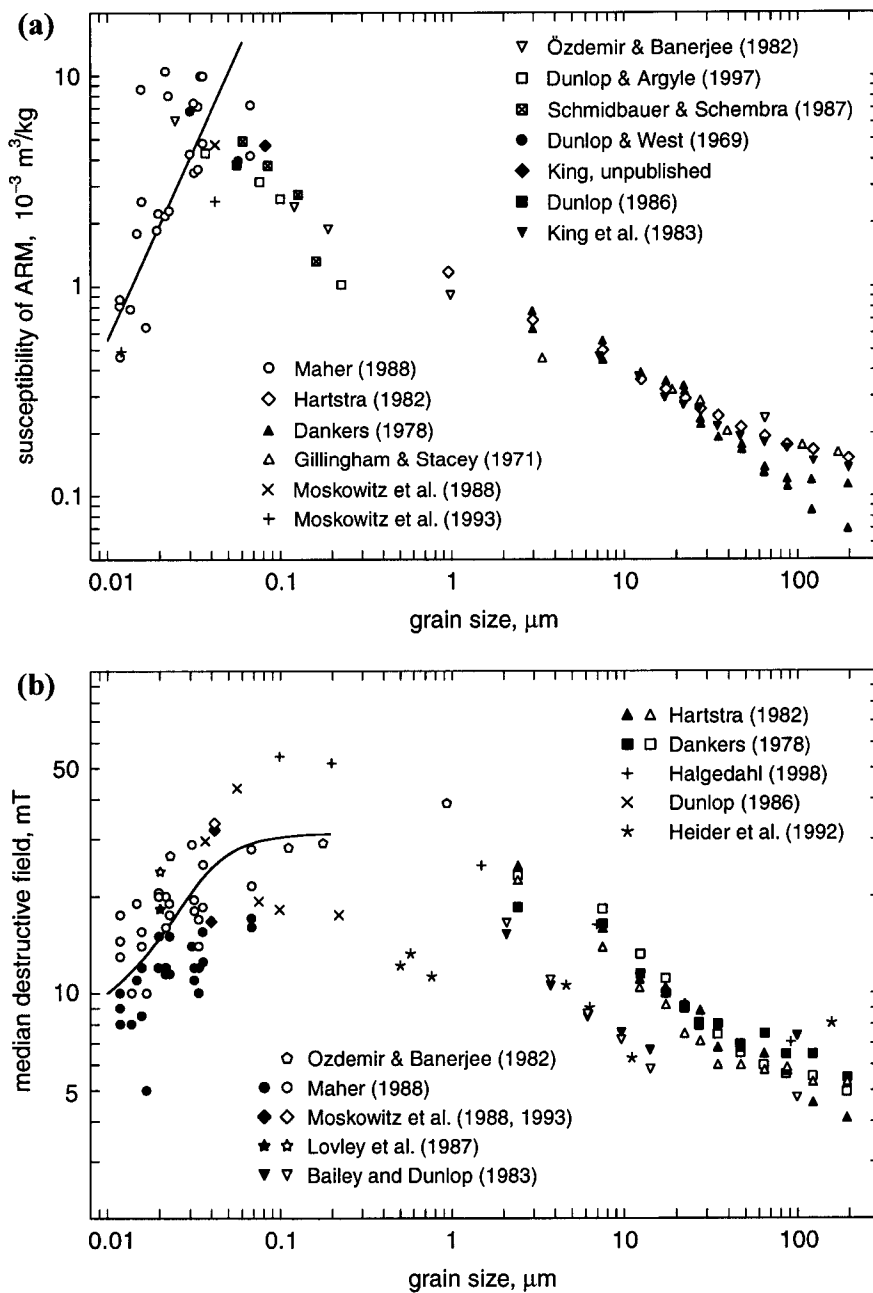 (a)
10
1
0.1
susceptibility of ARM, 10⁻³ m³/kg
Özdemir & Banerjee (1982)
Dunlop & Argyle (1997)
Schmidbauer & Schembra (1987)
Dunlop & West (1969)
King, unpublished
Dunlop (1986)
King et al. (1983)
Maher (1988)
Hartstra (1982)
Dankers (1978)
Gillingham & Stacey (1971)
Moskowitz et al. (1988)
Moskowitz et al. (1993)
0.01 0.1 1 10 100
grain size, μm
(b)
50
10
5
median destructive field, mT
Hartstra (1982)
Dankers (1978)
Halgedahl (1998)
Dunlop (1986)
Heider et al. (1992)
Ozdemir & Banerjee (1982)
Maher (1988)
Moskowitz et al. (1988, 1993)
Lovley et al. (1987)
Bailey and Dunlop (1983)
0.01 0.1 1 10 100
grain size, μm